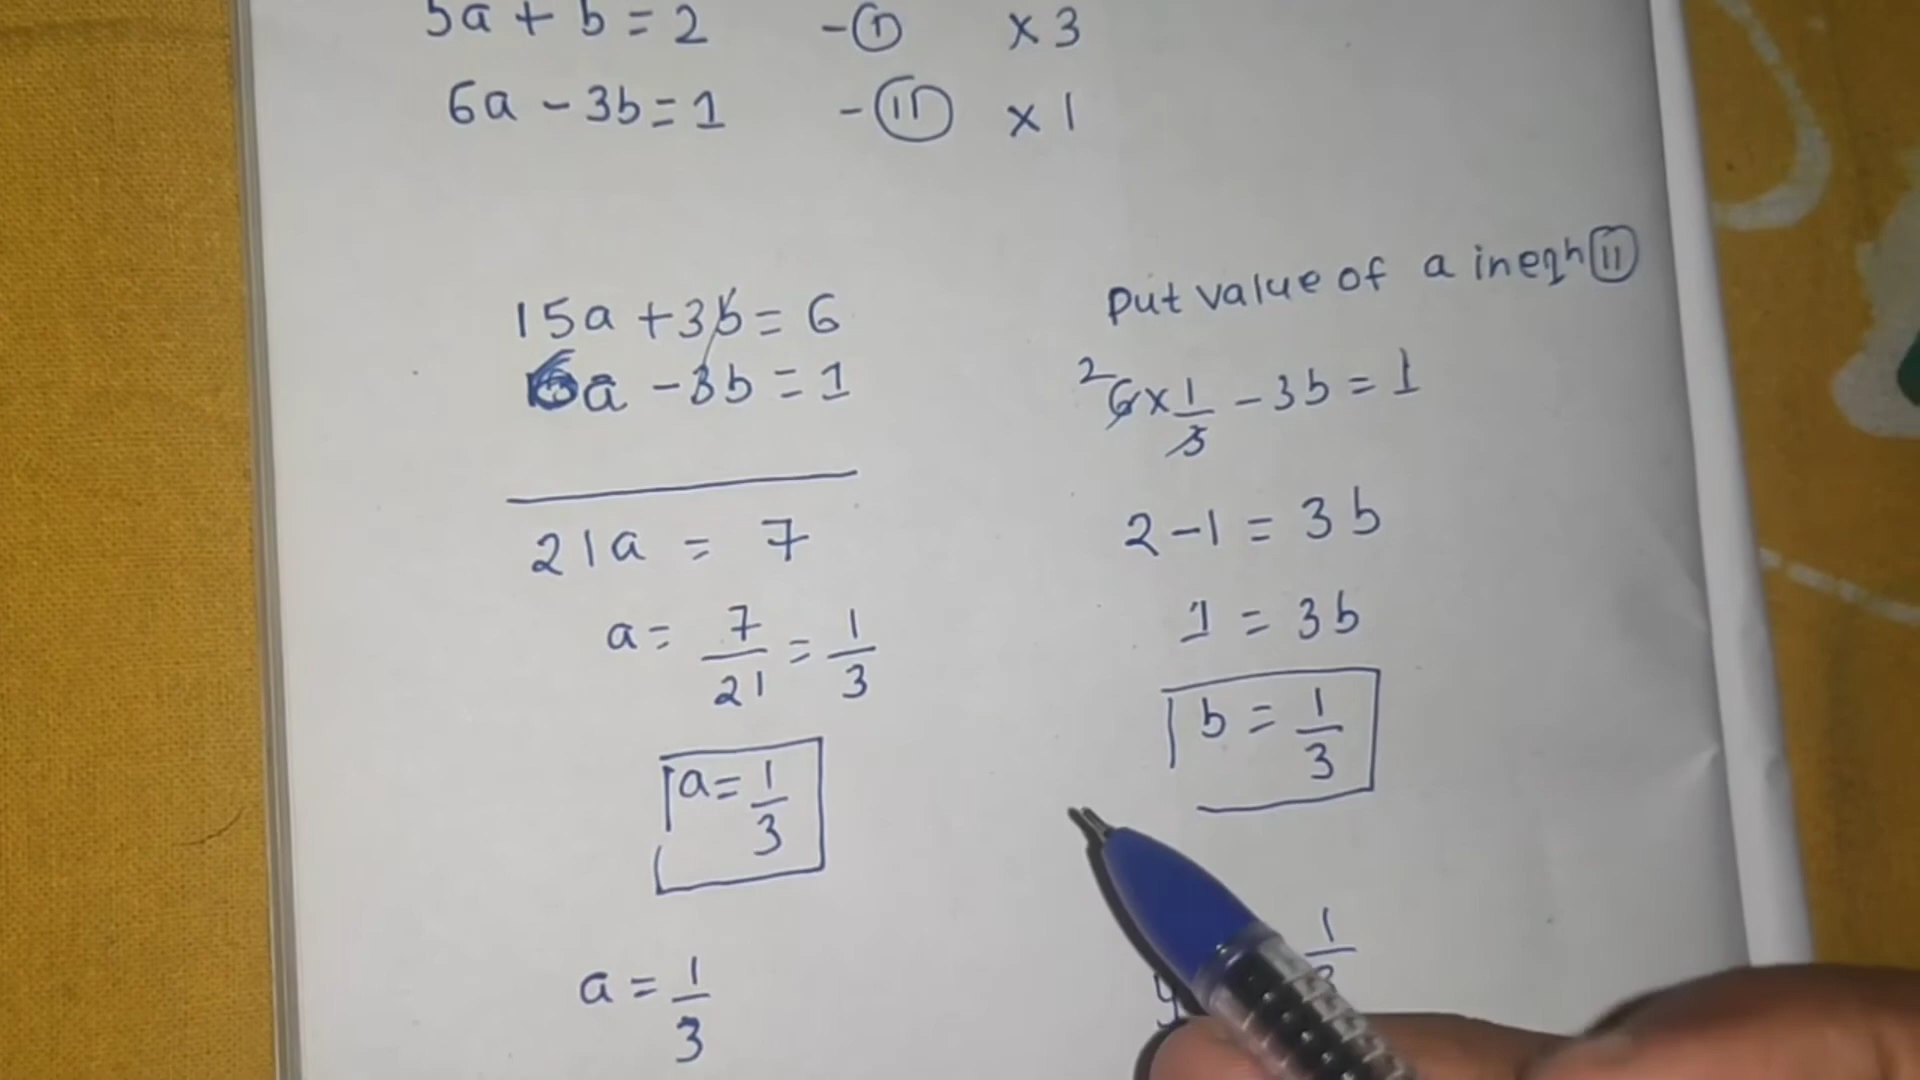 5a + b = 2 - ① × 3
6a - 3b = 1 - ⓘⓘ × 1
15a + 3b = 6
6a - 3b = 1
21a = 7
a = 7/21 = 1/3
a = 1/3
a = 1/3
Put value of a in eqn ⓘⓘ
2
6 × 1/3 - 3b = 1
2 - 1 = 3b
1 = 3b
b = 1/3
1